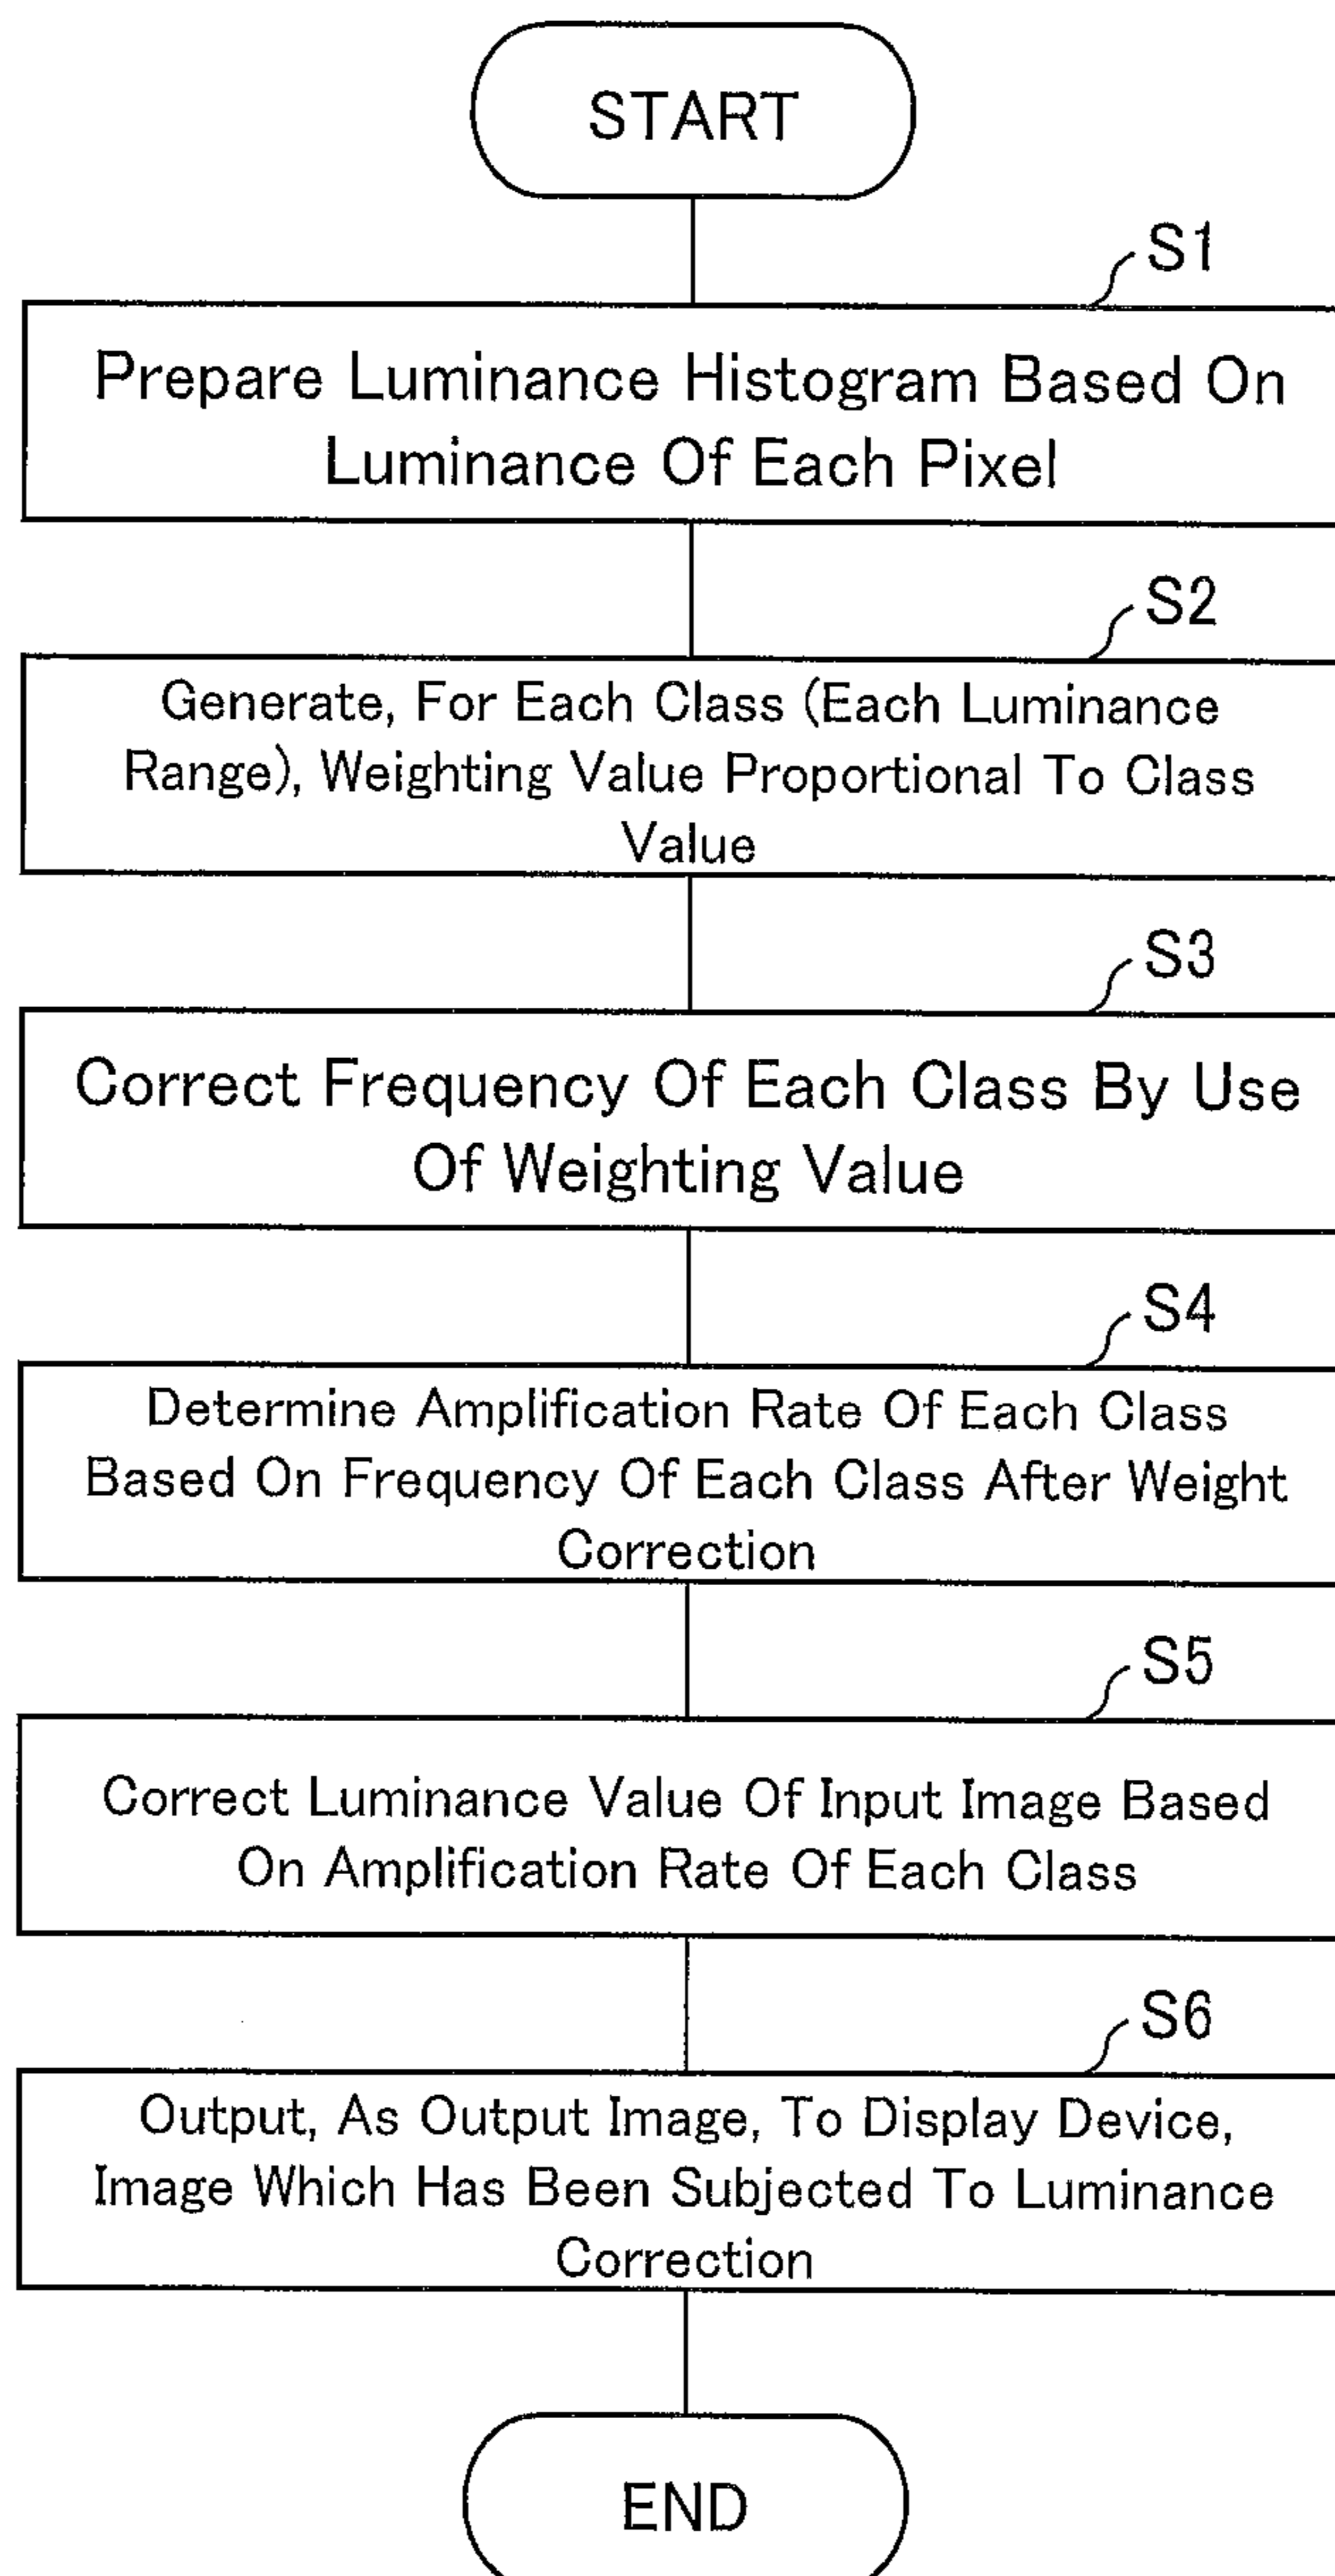 START
S1
Prepare Luminance Histogram Based On
Luminance Of Each Pixel
S2
Generate, For Each Class (Each Luminance
Range), Weighting Value Proportional To Class
Value
S3
Correct Frequency Of Each Class By Use
Of Weighting Value
S4
Determine Amplification Rate Of Each Class
Based On Frequency Of Each Class After Weight
Correction
S5
Correct Luminance Value Of Input Image Based
On Amplification Rate Of Each Class
S6
Output, As Output Image, To Display Device,
Image Which Has Been Subjected To Luminance
Correction
END